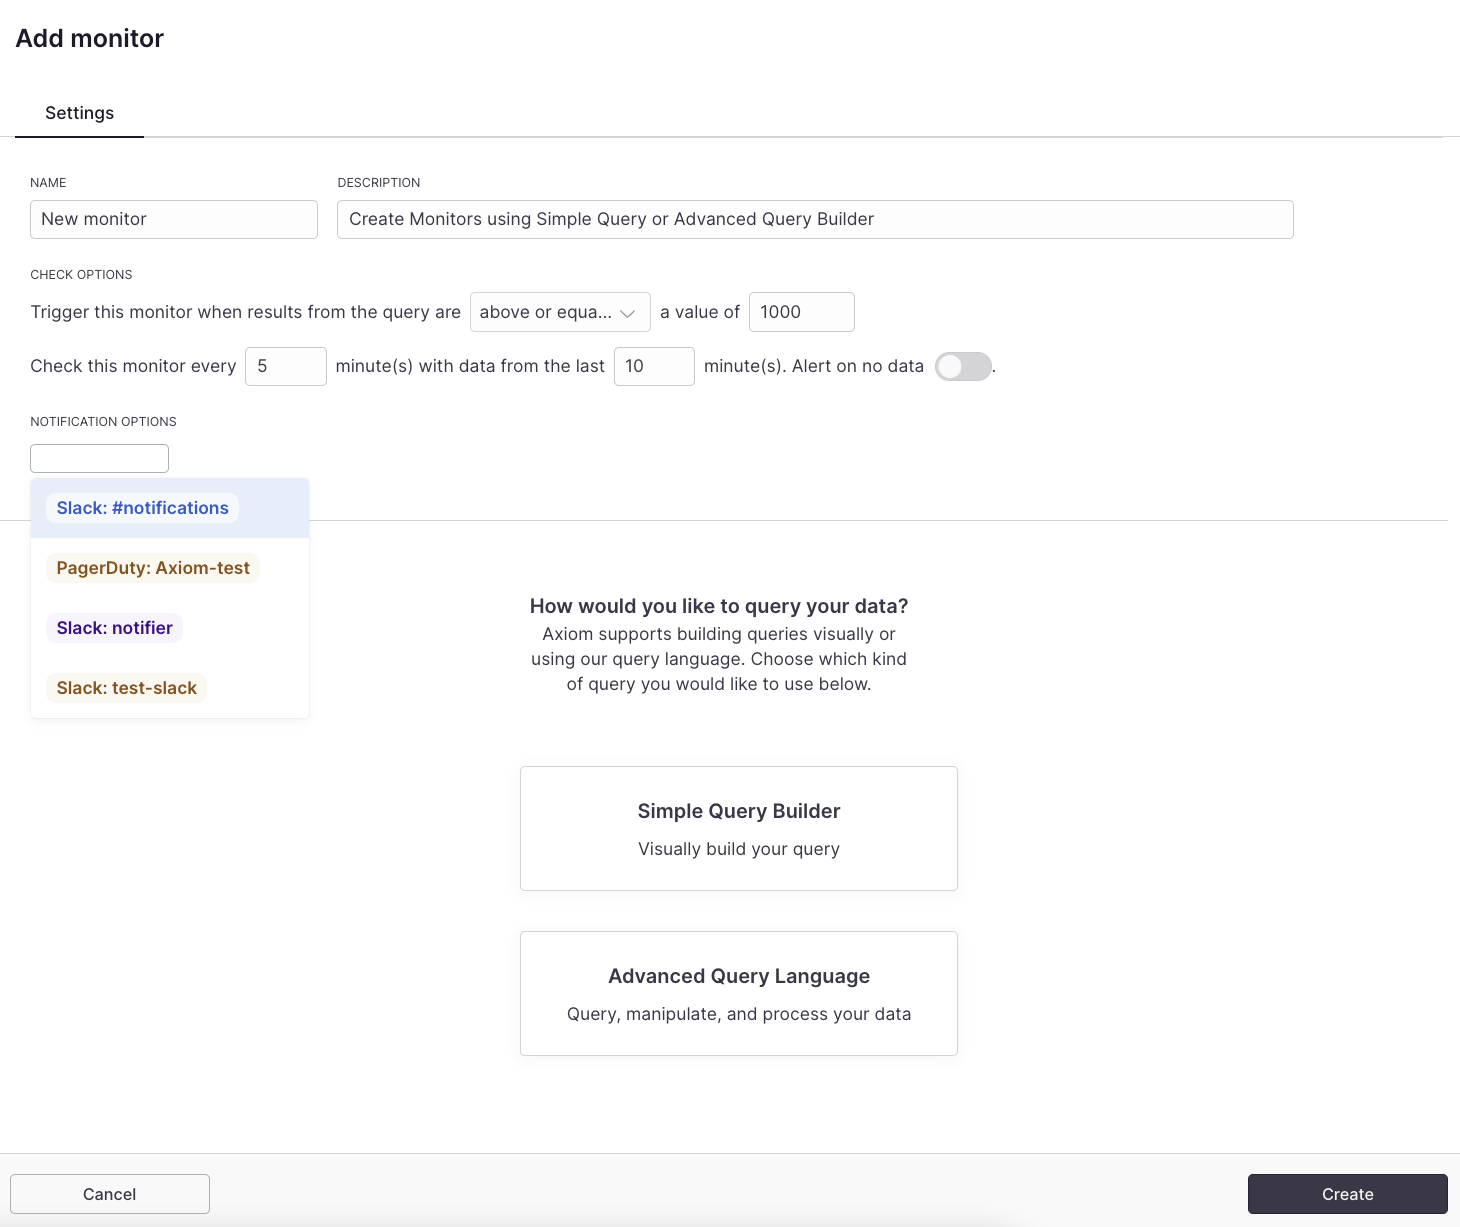 Add monitor
Settings
NAME
DESCRIPTION
New monitor
Create Monitors using Simple Query or Advanced Query Builder
CHECK OPTIONS
Trigger this monitor when results from the query are above or equa... a value of 1000
Check this monitor every 5 minute(s) with data from the last 10 minute(s). Alert on no data .
NOTIFICATION OPTIONS
Slack: #notifications
PagerDuty: Axiom-test
Slack: notifier
Slack: test-slack
How would you like to query your data?
Axiom supports building queries visually or
using our query language. Choose which kind
of query you would like to use below.
Simple Query Builder
Visually build your query
Advanced Query Language
Query, manipulate, and process your data
Cancel
Create